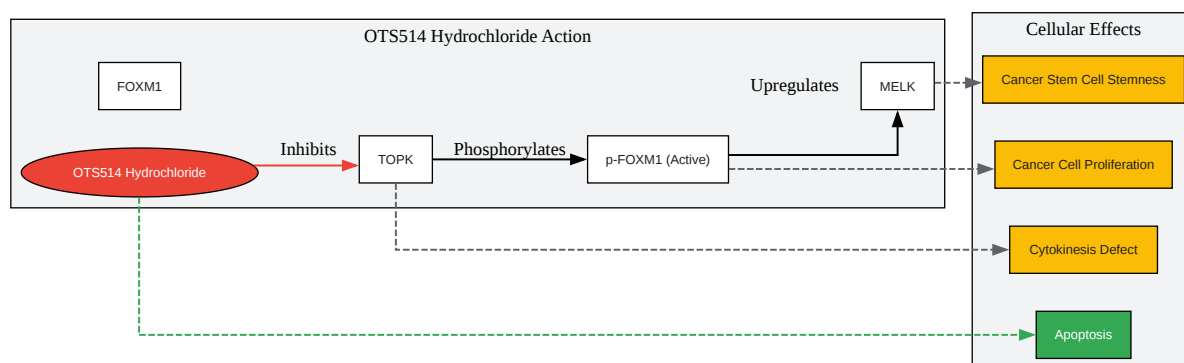 OTS514 Hydrochloride Action
Cellular Effects
FOXM1
Upregulates
MELK
Cancer Stem Cell Stemness
OTS514 Hydrochloride
Inhibits
TOPK
Phosphorylates
p-FOXM1 (Active)
Cancer Cell Proliferation
Cytokinesis Defect
Apoptosis